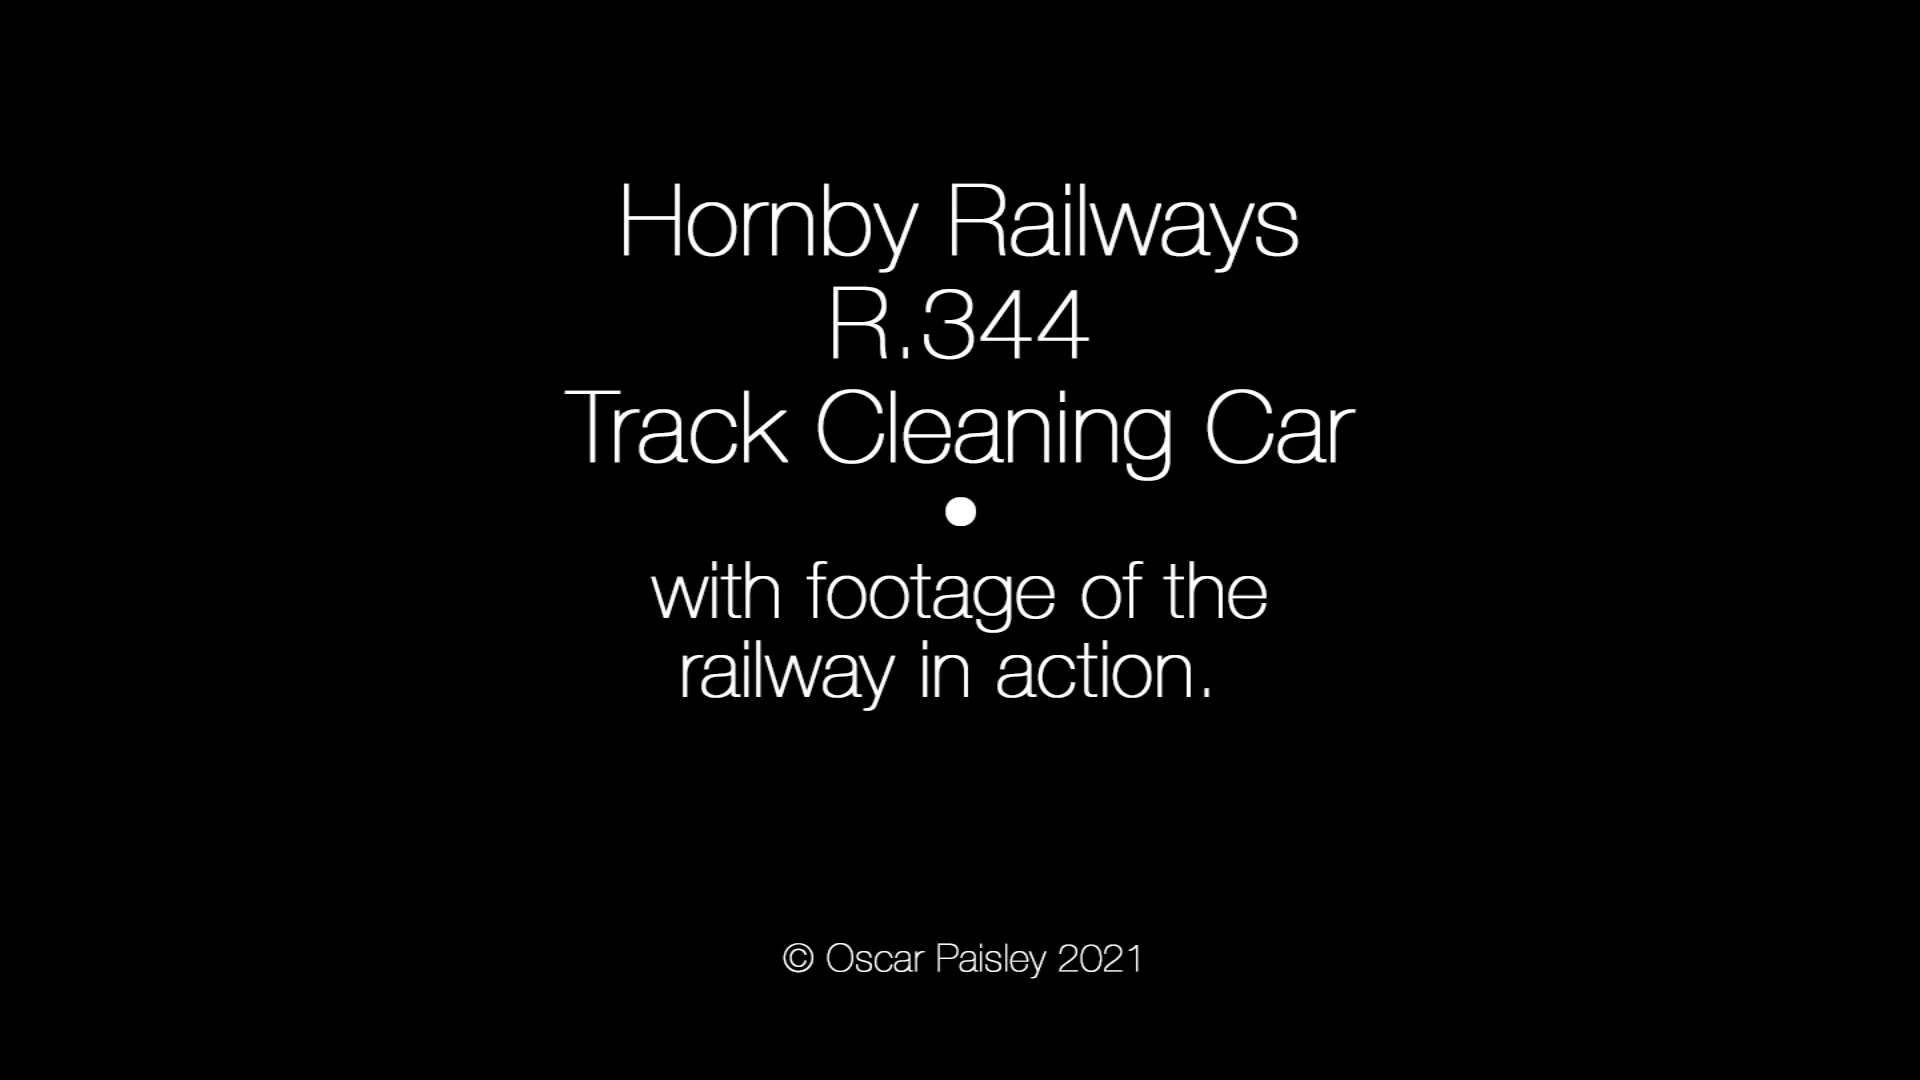 Hornby Railways
R.344
Track Cleaning Car
•
with footage of the
railway in action.
© Oscar Paisley 2021